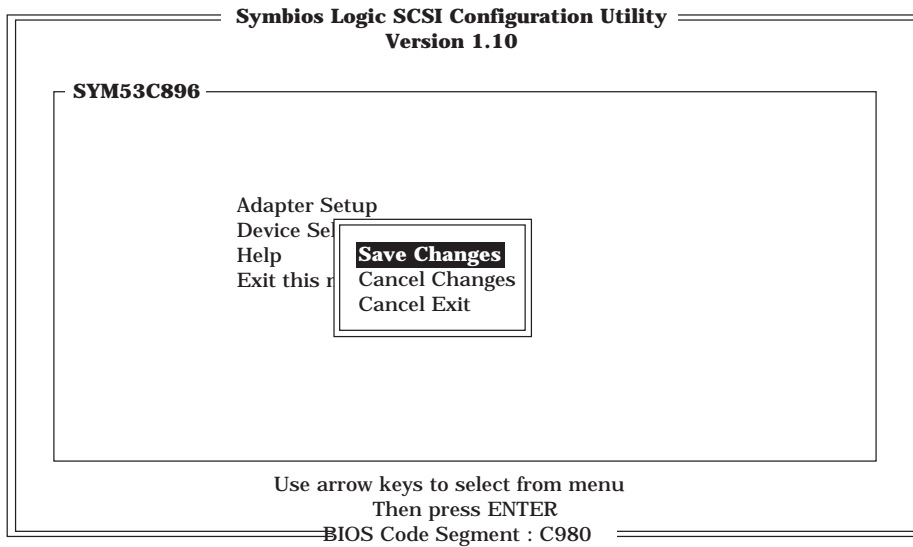 Symbios Logic SCSI Configuration Utility
Version 1.10
SYM53C896
Adapter Setup
Device Sel
Help
Exit this
Save Changes
Cancel Changes
Cancel Exit
Use arrow keys to select from menu
Then press ENTER
BIOS Code Segment : C980